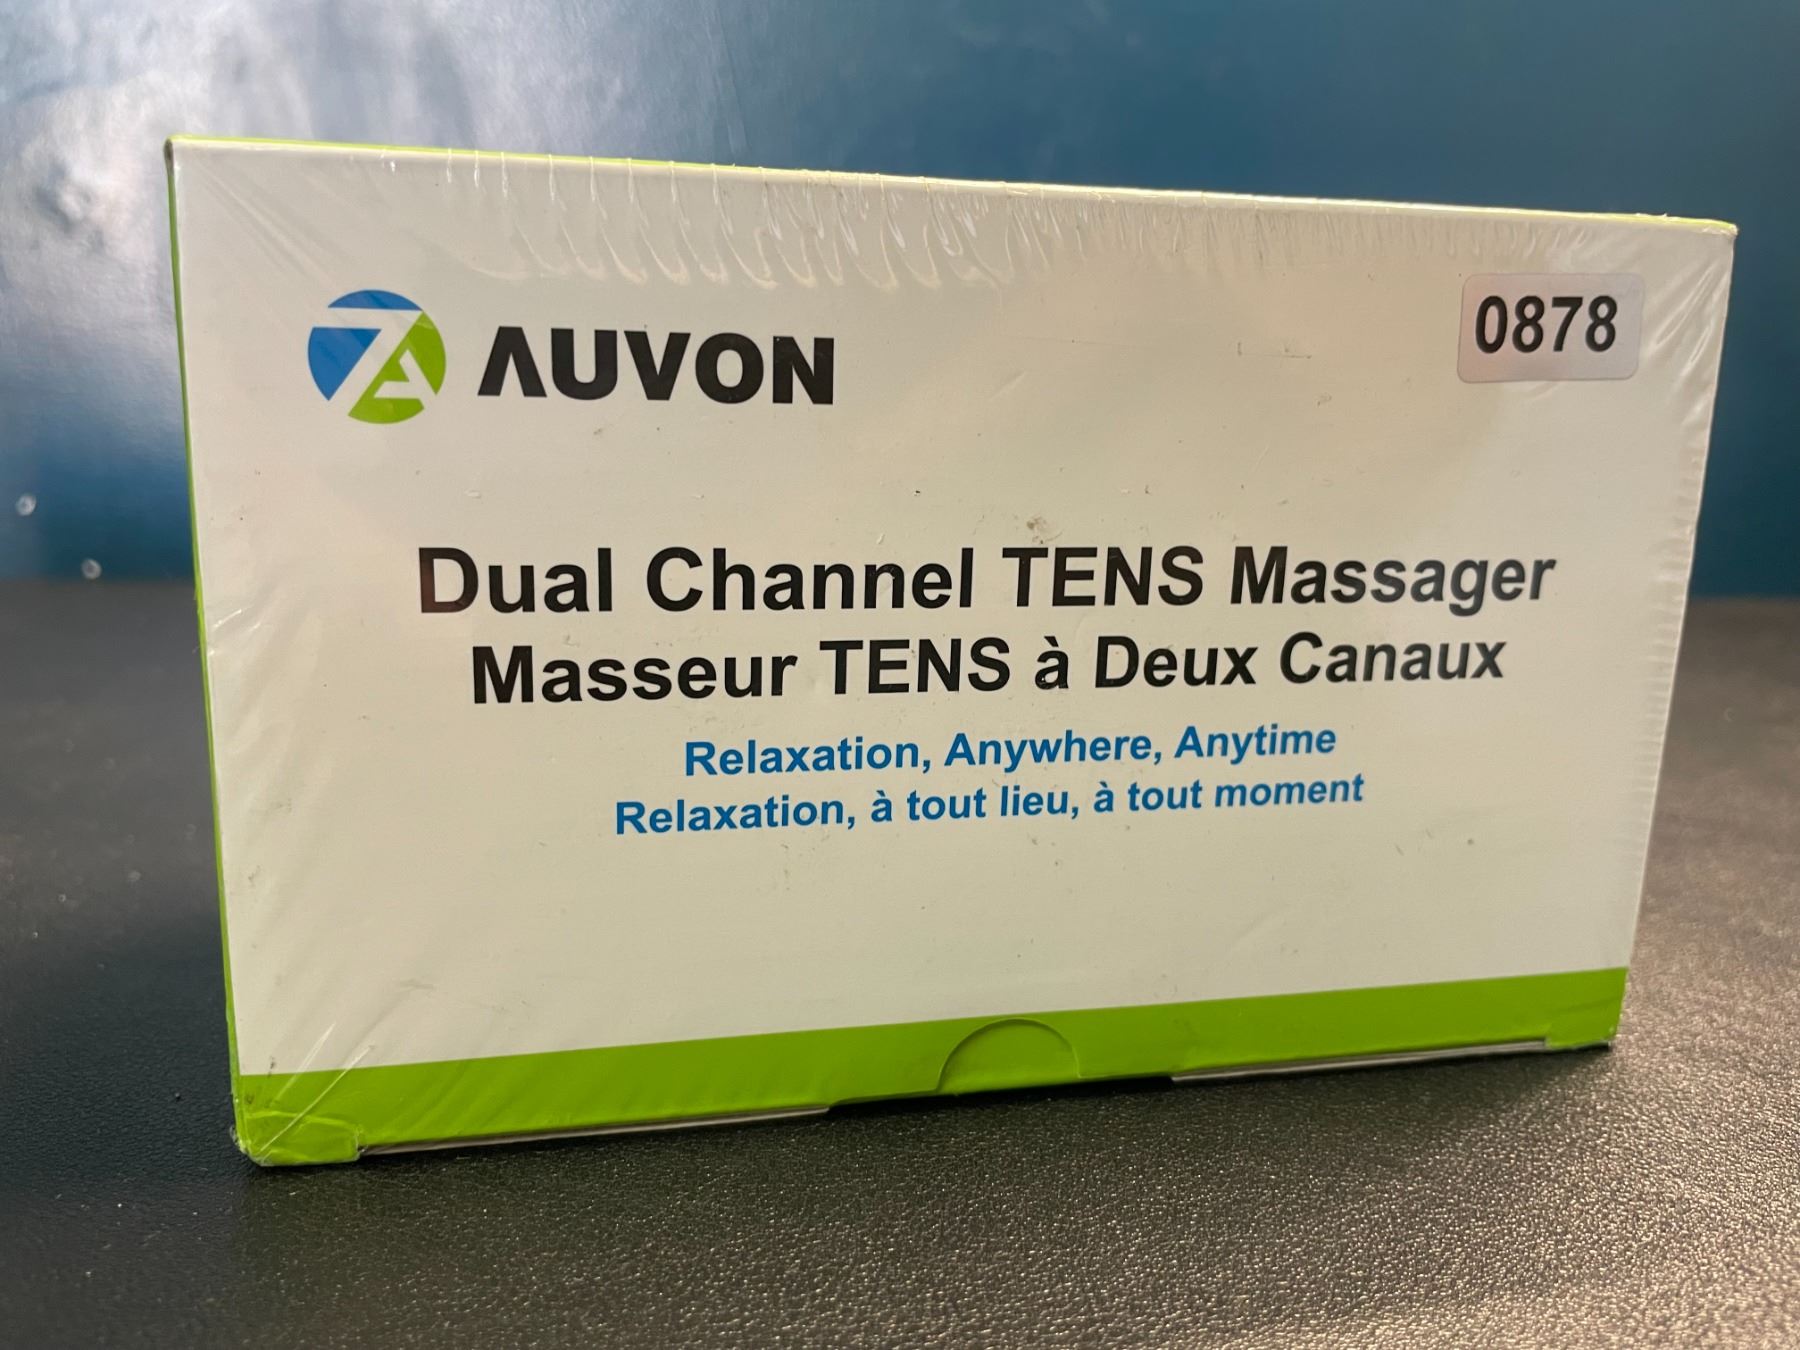 AUVON
0878
Dual Channel TENS Massager
Masseur TENS à Deux Canaux
Relaxation, Anywhere, Anytime
Relaxation, à tout lieu, à tout moment